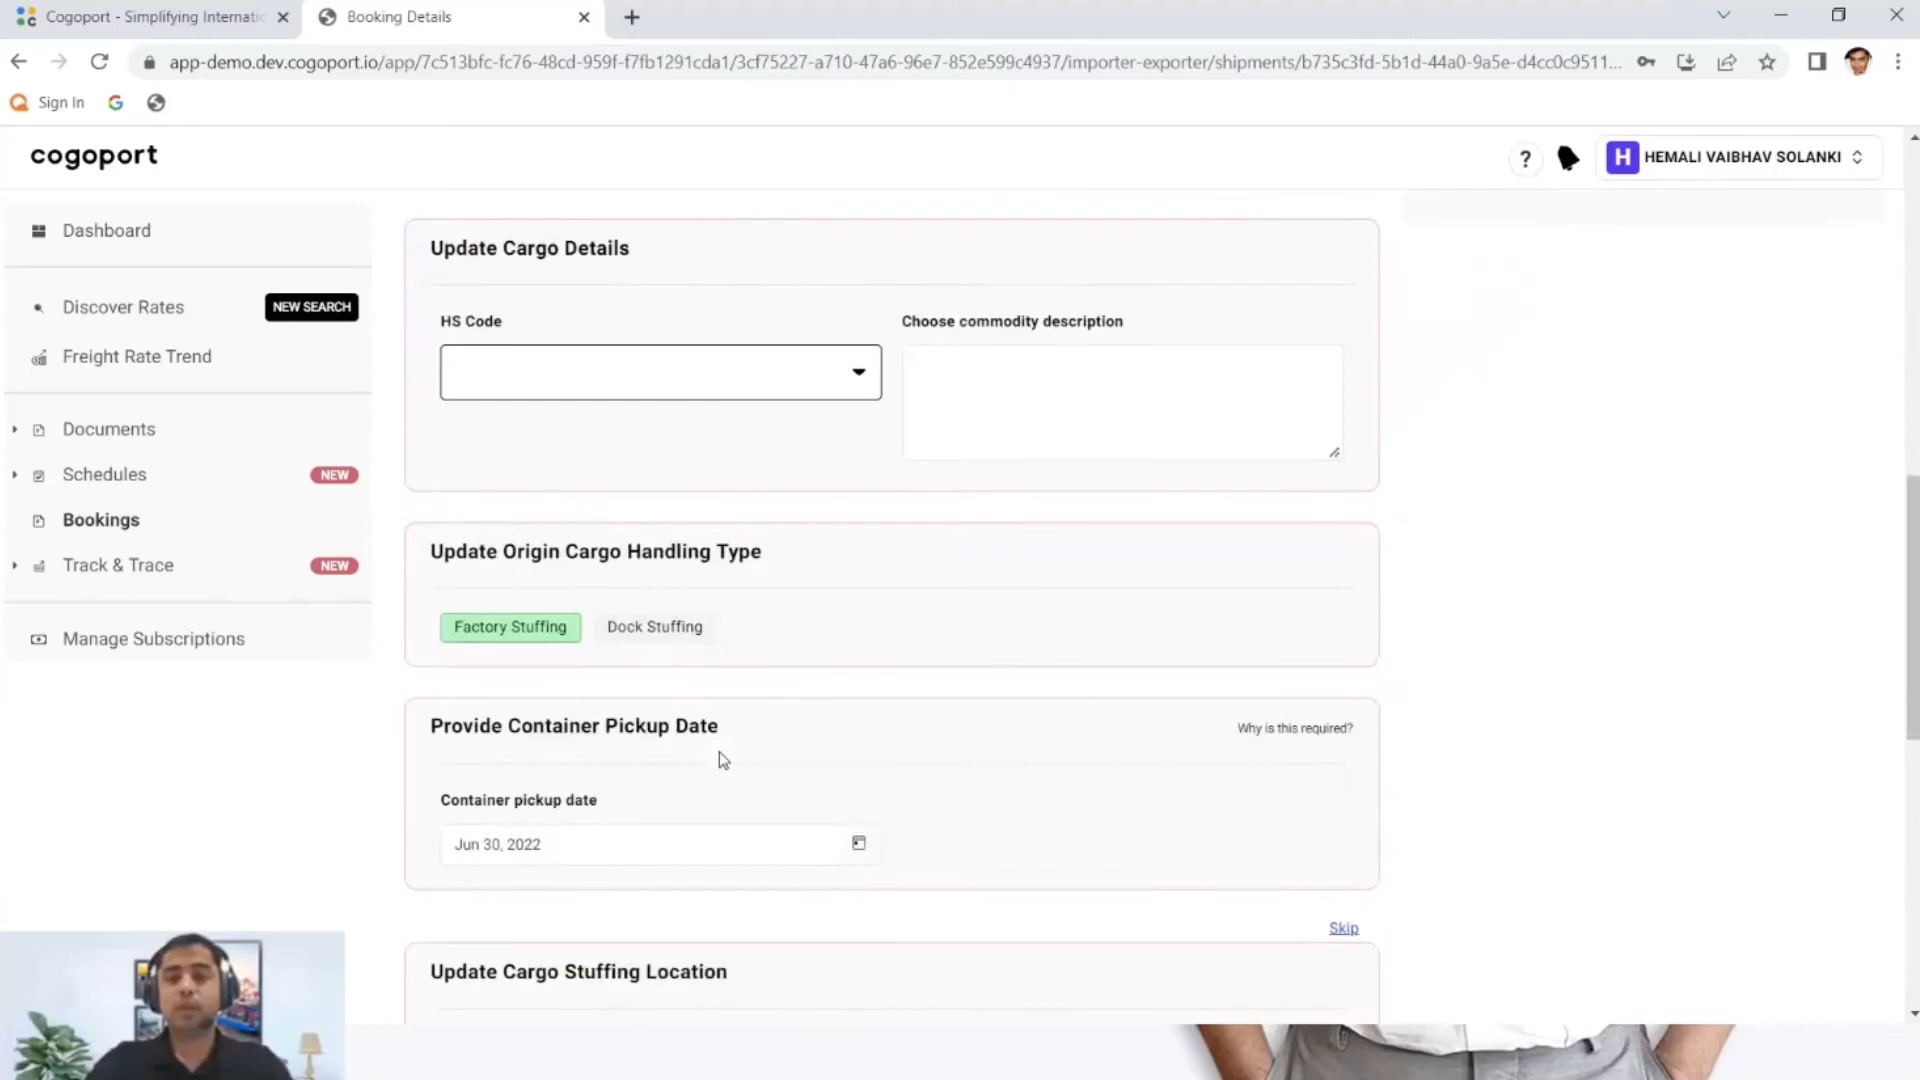 Cogoport - Simplifying Internatic
Booking Details
app-demo.dev.cogoport.io/app/7c513bfc-fc76-48cd-959f-f7fb1291cda1/3cf75227-a710-47a6-96e7-852e599c4937/importer-exporter/shipments/b735c3fd-5b1d-44a0-9a5e-d4cc0c9511...
Sign In
cogoport
?
H HEMALI VAIBHAV SOLANKI
Dashboard
Discover Rates NEW SEARCH
Freight Rate Trend
Documents
Schedules NEW
Bookings
Track & Trace NEW
Manage Subscriptions
Update Cargo Details
HS Code
Choose commodity description
Update Origin Cargo Handling Type
Factory Stuffing Dock Stuffing
Provide Container Pickup Date
Why is this required?
Container pickup date
Jun 30, 2022
Skip
Update Cargo Stuffing Location